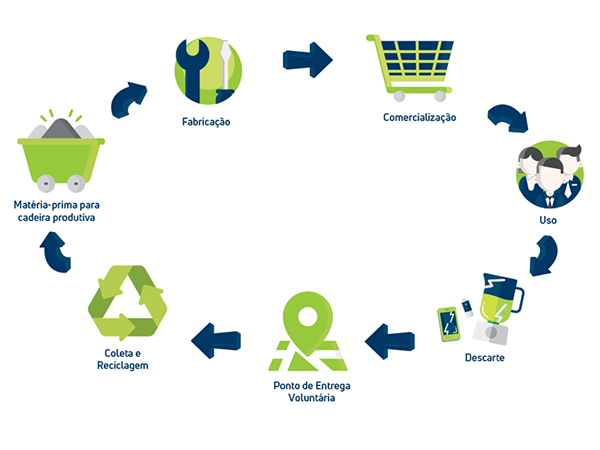 Fabricação
Comercialização
Uso
Descarte
Ponto de Entrega
Voluntária
Coleta e
Reciclagem
Matéria-prima para
cadeira produtiva